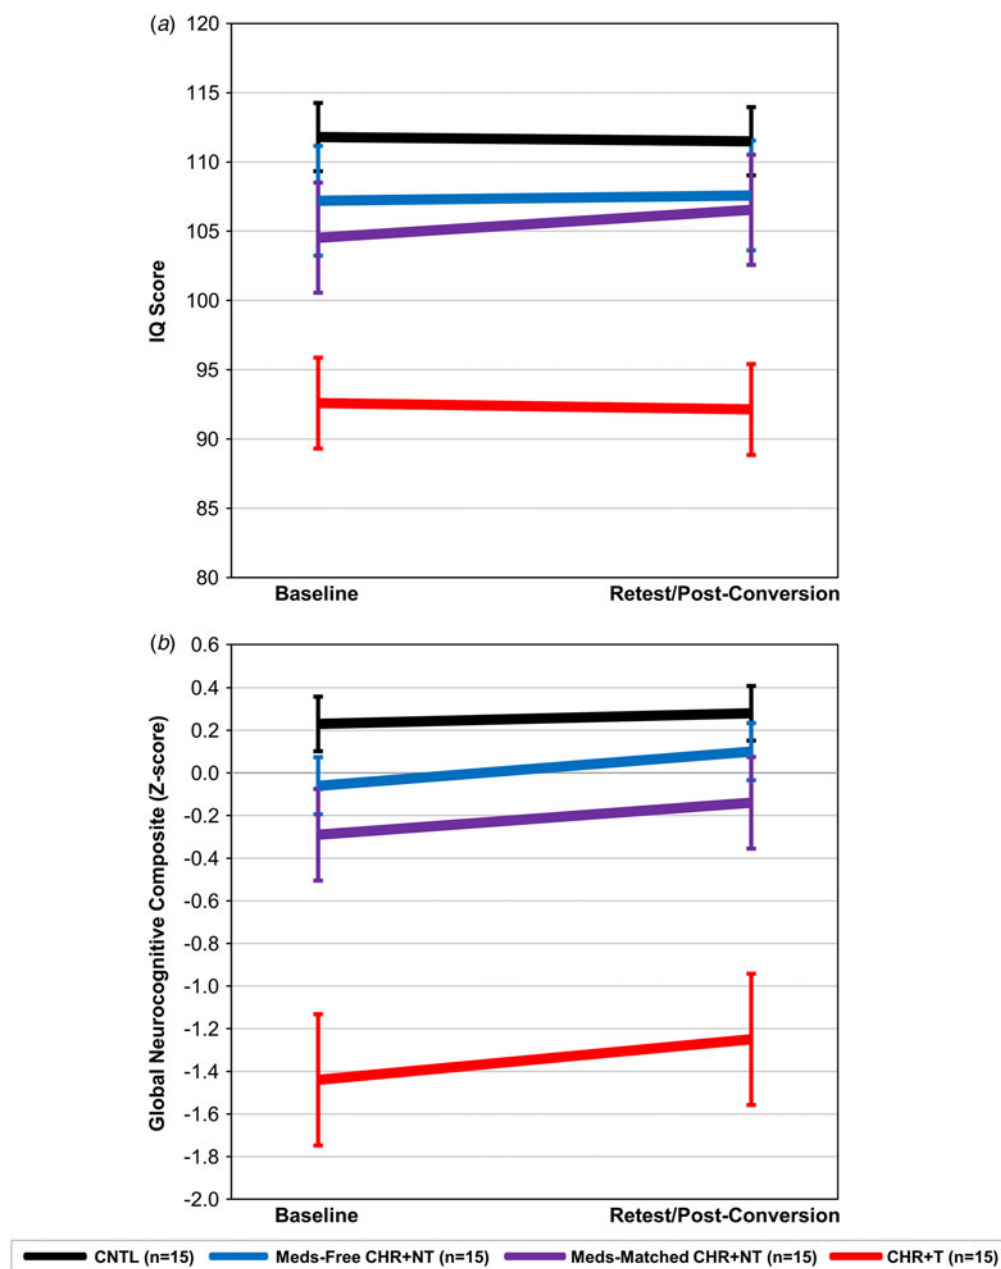 (a)
120
115
110
105
100
95
90
85
80
IQ Score
Baseline
Retest/Post-Conversion
(b)
0.6
0.4
0.2
0.0
-0.2
-0.4
-0.6
-0.8
-1.0
-1.2
-1.4
-1.6
-1.8
-2.0
Global Neurocognitive Composite (Z-score)
Baseline
Retest/Post-Conversion
CNTL (n=15)
Meds-Free CHR+NT (n=15)
Meds-Matched CHR+NT (n=15)
CHR+T (n=15)